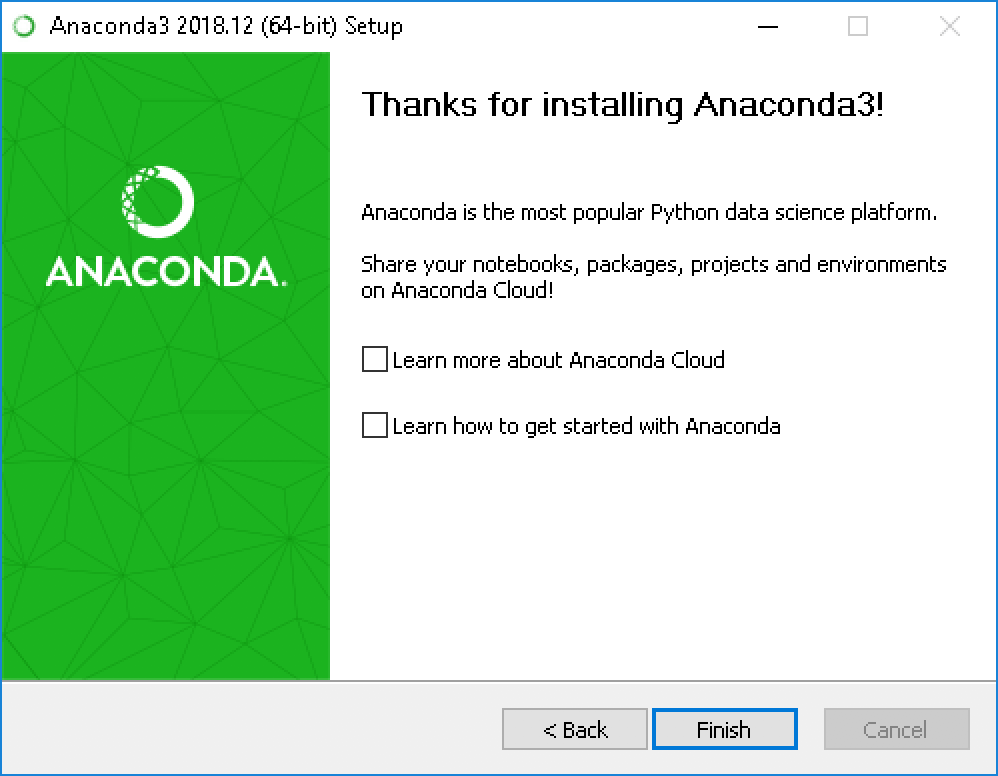 Anaconda3 2018.12 (64-bit) Setup
ANACONDA.
Thanks for installing Anaconda3!
Anaconda is the most popular Python data science platform.
Share your notebooks, packages, projects and environments
on Anaconda Cloud!
Learn more about Anaconda Cloud
Learn how to get started with Anaconda
< Back
Finish
Cancel